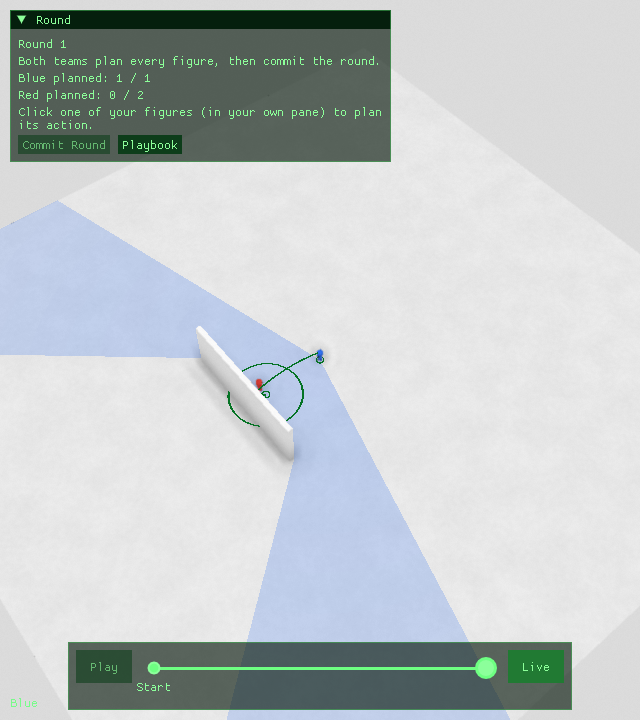 Round
Round 1
Both teams plan every figure, then commit the round.
Blue planned: 1 / 1
Red planned: 0 / 2
Click one of your figures (in your own pane) to plan
its action.
Commit Round
Playbook
Play
Start
Live
Blue